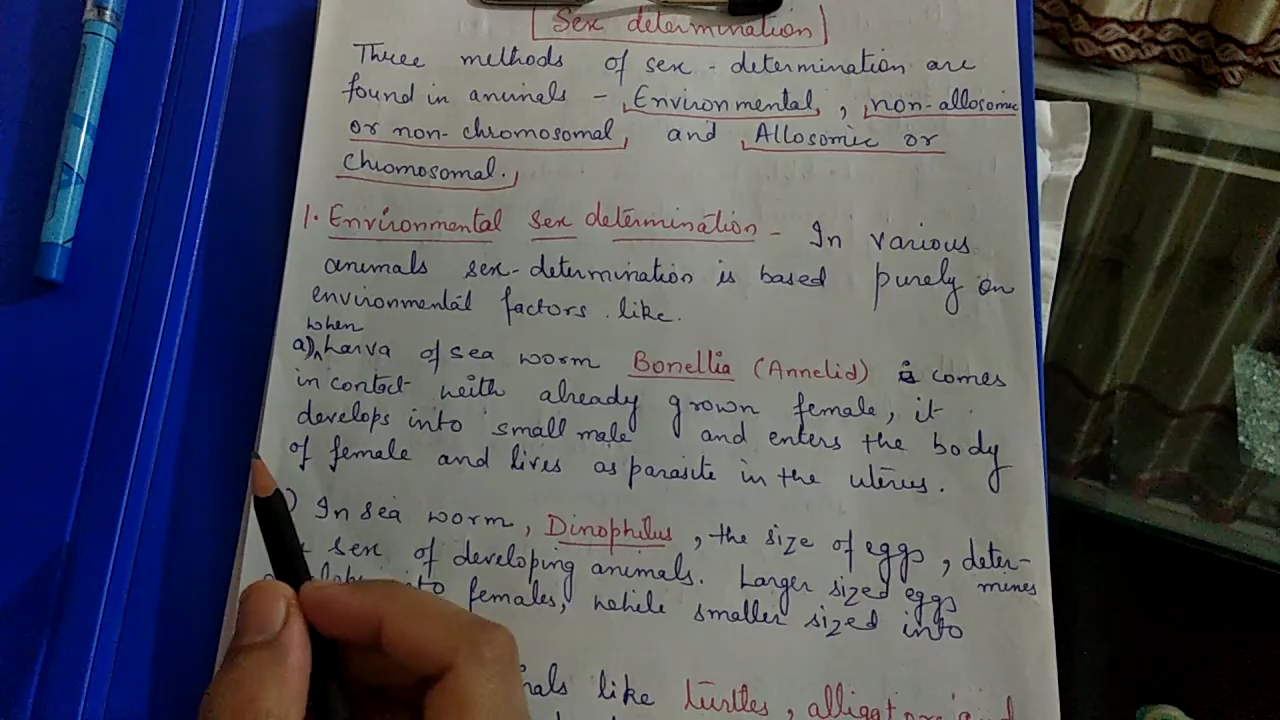 Sex determination
Three methods of sex-determination are
found in animals - Environmental, non-allosomic
or non-chromosomal, and Allosomic or
Chromosomal.
1. Environmental sex determination - In various
animals sex-determination is based purely on
environmental factors. like.
when
a) Larva of sea worm Bonellia (Annelid) comes
in contact with already grown female, it
develops into small male and enters the body
of female and lives as parasite in the uterus.
) In sea worm, Dinophilus, the size of eggs, deter-
sex of developing animals. Larger sized eggs mines
into females, while smaller sized into
like turtles, alligators and